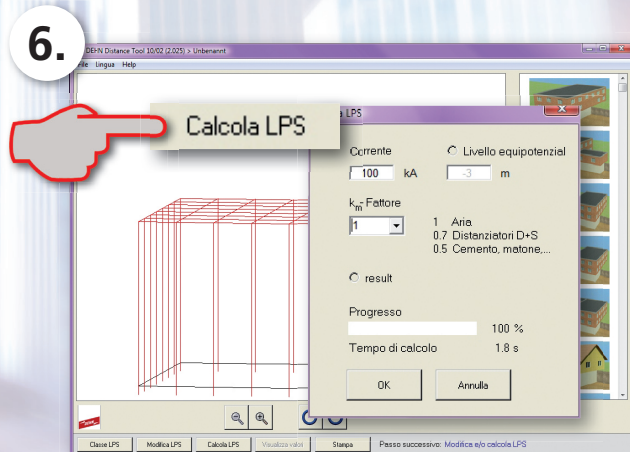 6.
DEHN Distance Tool 10/02 (2.025) > Unbenannt
File Lingua Help
Calcola LPS
LPS
Corrente
Livello equipotenzial
100 kA
-3 m
km- Fattore
1
1 Aria
0.7 Distanziatori D+S
0.5 Cemento, matone,...
result
Progresso
100 %
Tempo di calcolo
1.8 s
OK
Annulla
Classe LPS
Modifica LPS
Calcola LPS
Visualizza valori
Stampa
Passo successivo: Modifica e/o calcola LPS